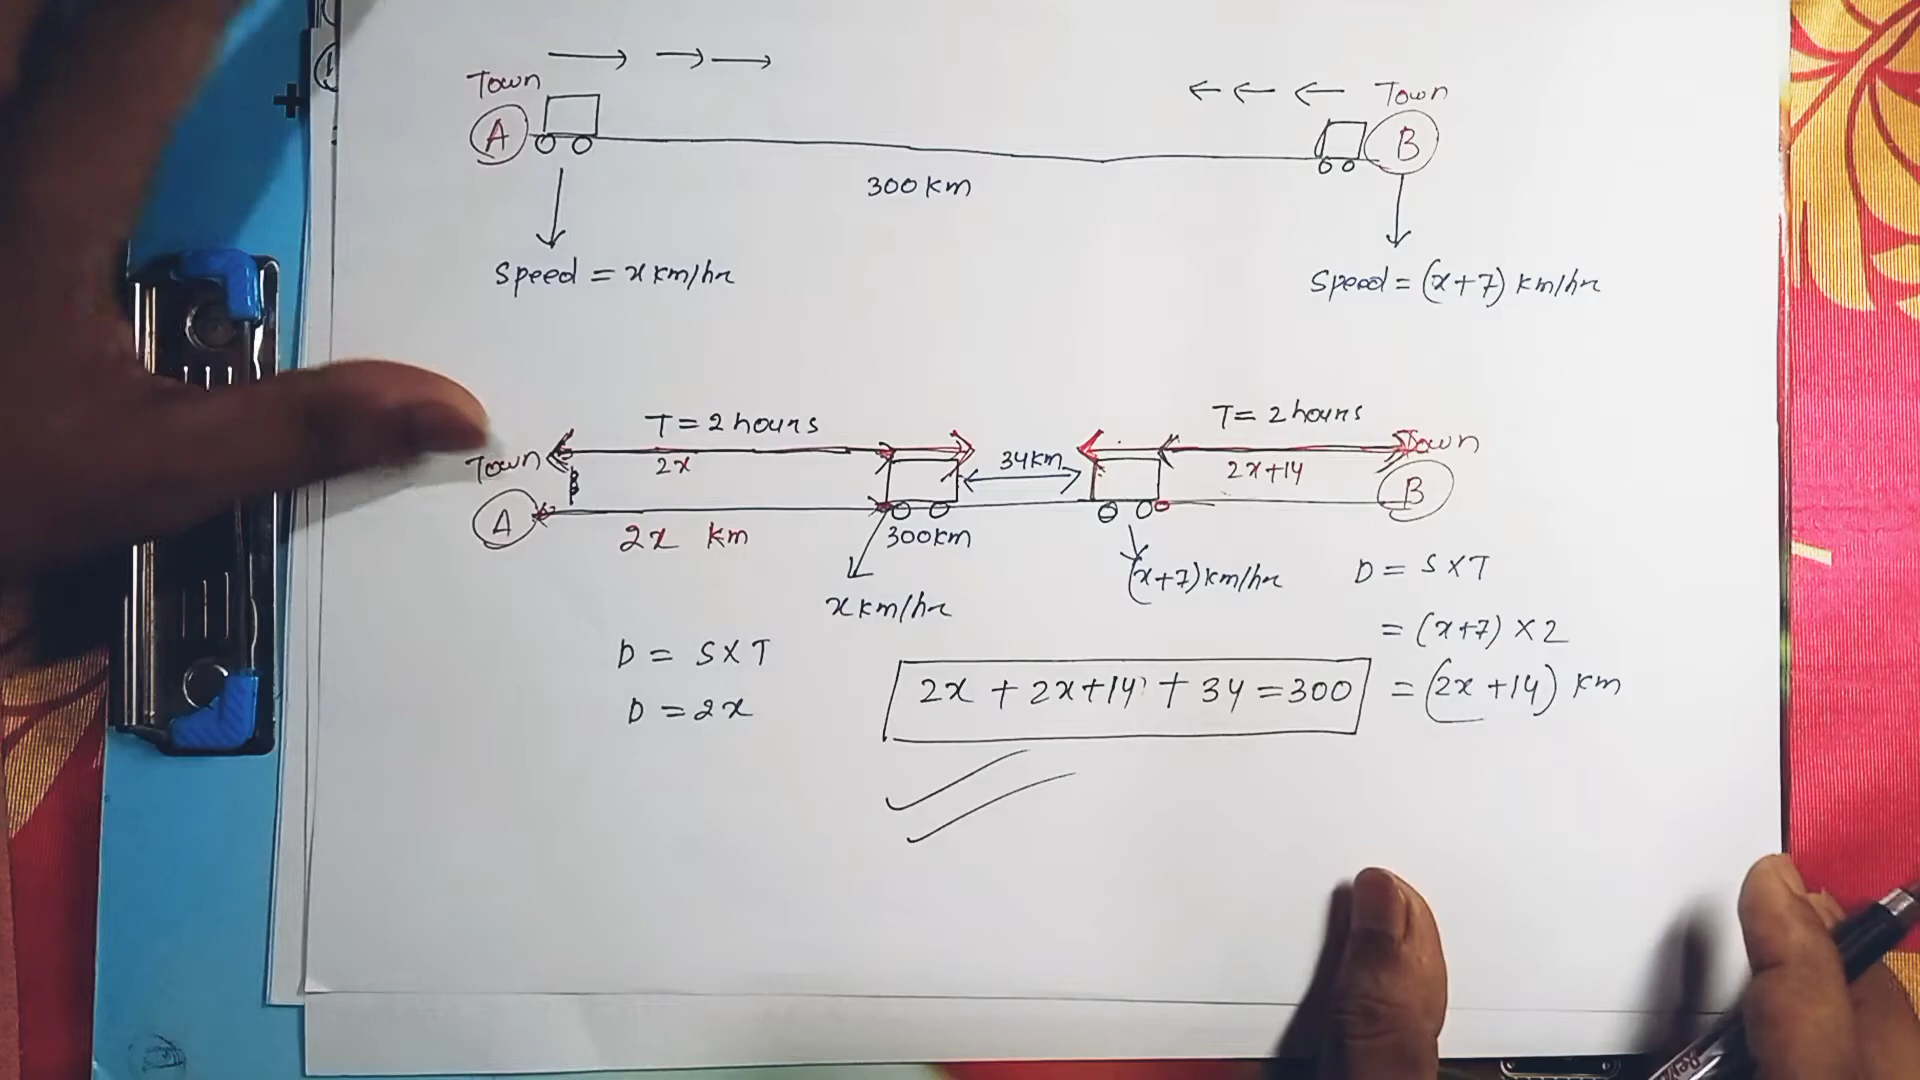 Town
Town
A
B
300 km
Speed = x km/hr
Speed = (x+7) km/hr
T = 2 hours
T = 2 hours
Town
2x
34km
2x+14
Town
A
B
2x km
300km
x km/hr
(x+7) km/hr
D = S X T
= (x+7) X 2
= (2x +14) km
D = S X T
D = 2x
2x + 2x+14 + 34 = 300